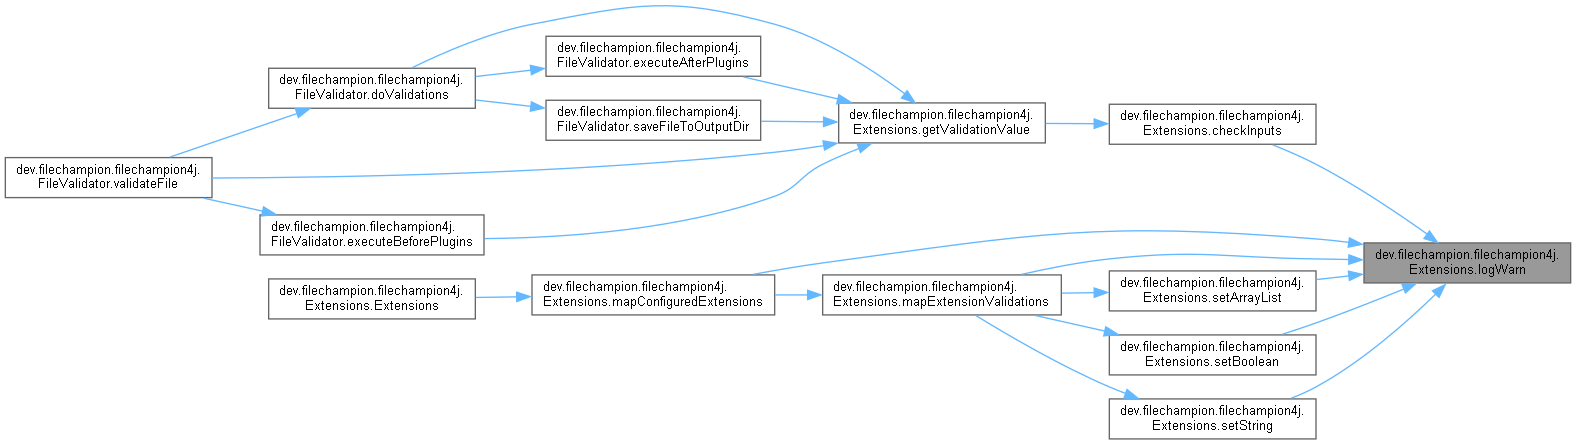 dev.filechampion.filechampion4j.
FileValidator.executeAfterPlugins
dev.filechampion.filechampion4j.
FileValidator.doValidations
dev.filechampion.filechampion4j.
FileValidator.saveFileToOutputDir
dev.filechampion.filechampion4j.
Extensions.getValidationValue
dev.filechampion.filechampion4j.
Extensions.checkInputs
dev.filechampion.filechampion4j.
FileValidator.validateFile
dev.filechampion.filechampion4j.
FileValidator.executeBeforePlugins
dev.filechampion.filechampion4j.
Extensions.logWarn
dev.filechampion.filechampion4j.
Extensions.Extensions
dev.filechampion.filechampion4j.
Extensions.mapConfiguredExtensions
dev.filechampion.filechampion4j.
Extensions.mapExtensionValidations
dev.filechampion.filechampion4j.
Extensions.setArrayList
dev.filechampion.filechampion4j.
Extensions.setBoolean
dev.filechampion.filechampion4j.
Extensions.setString